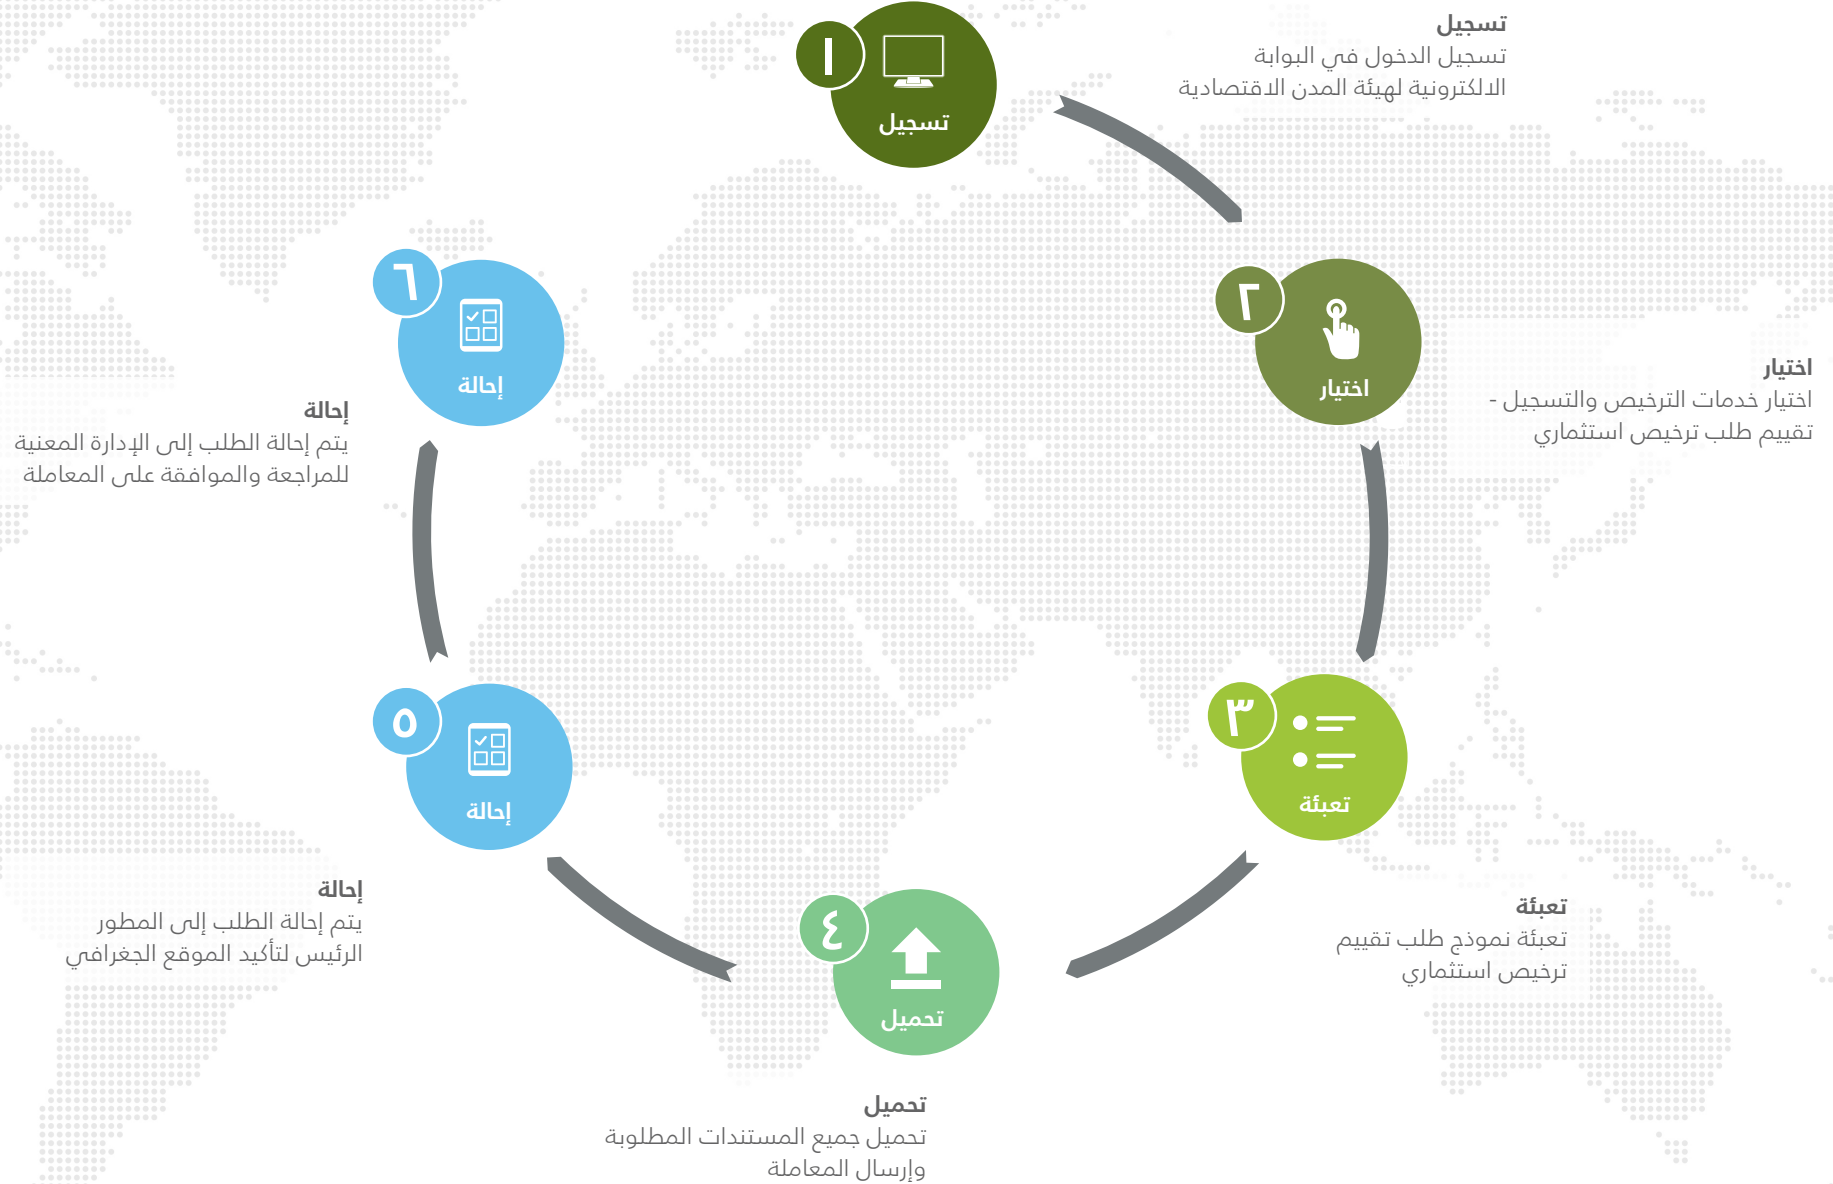 ١
تسجيل
تسجيل
تسجيل الدخول في البوابة
الالكترونية لهيئة المدن الاقتصادية
٢
اختيار
اختيار
اختيار خدمات الترخيص والتسجيل -
تقييم طلب ترخيص استثماري
٣
تعبئة
تعبئة
تعبئة نموذج طلب تقييم
ترخيص استثماري
٤
تحميل
تحميل
تحميل جميع المستندات المطلوبة
وإرسال المعاملة
٥
إحالة
إحالة
يتم إحالة الطلب إلى المطور
الرئيس لتأكيد الموقع الجغرافي
٦
إحالة
إحالة
يتم إحالة الطلب إلى الإدارة المعنية
للمراجعة والموافقة على المعاملة